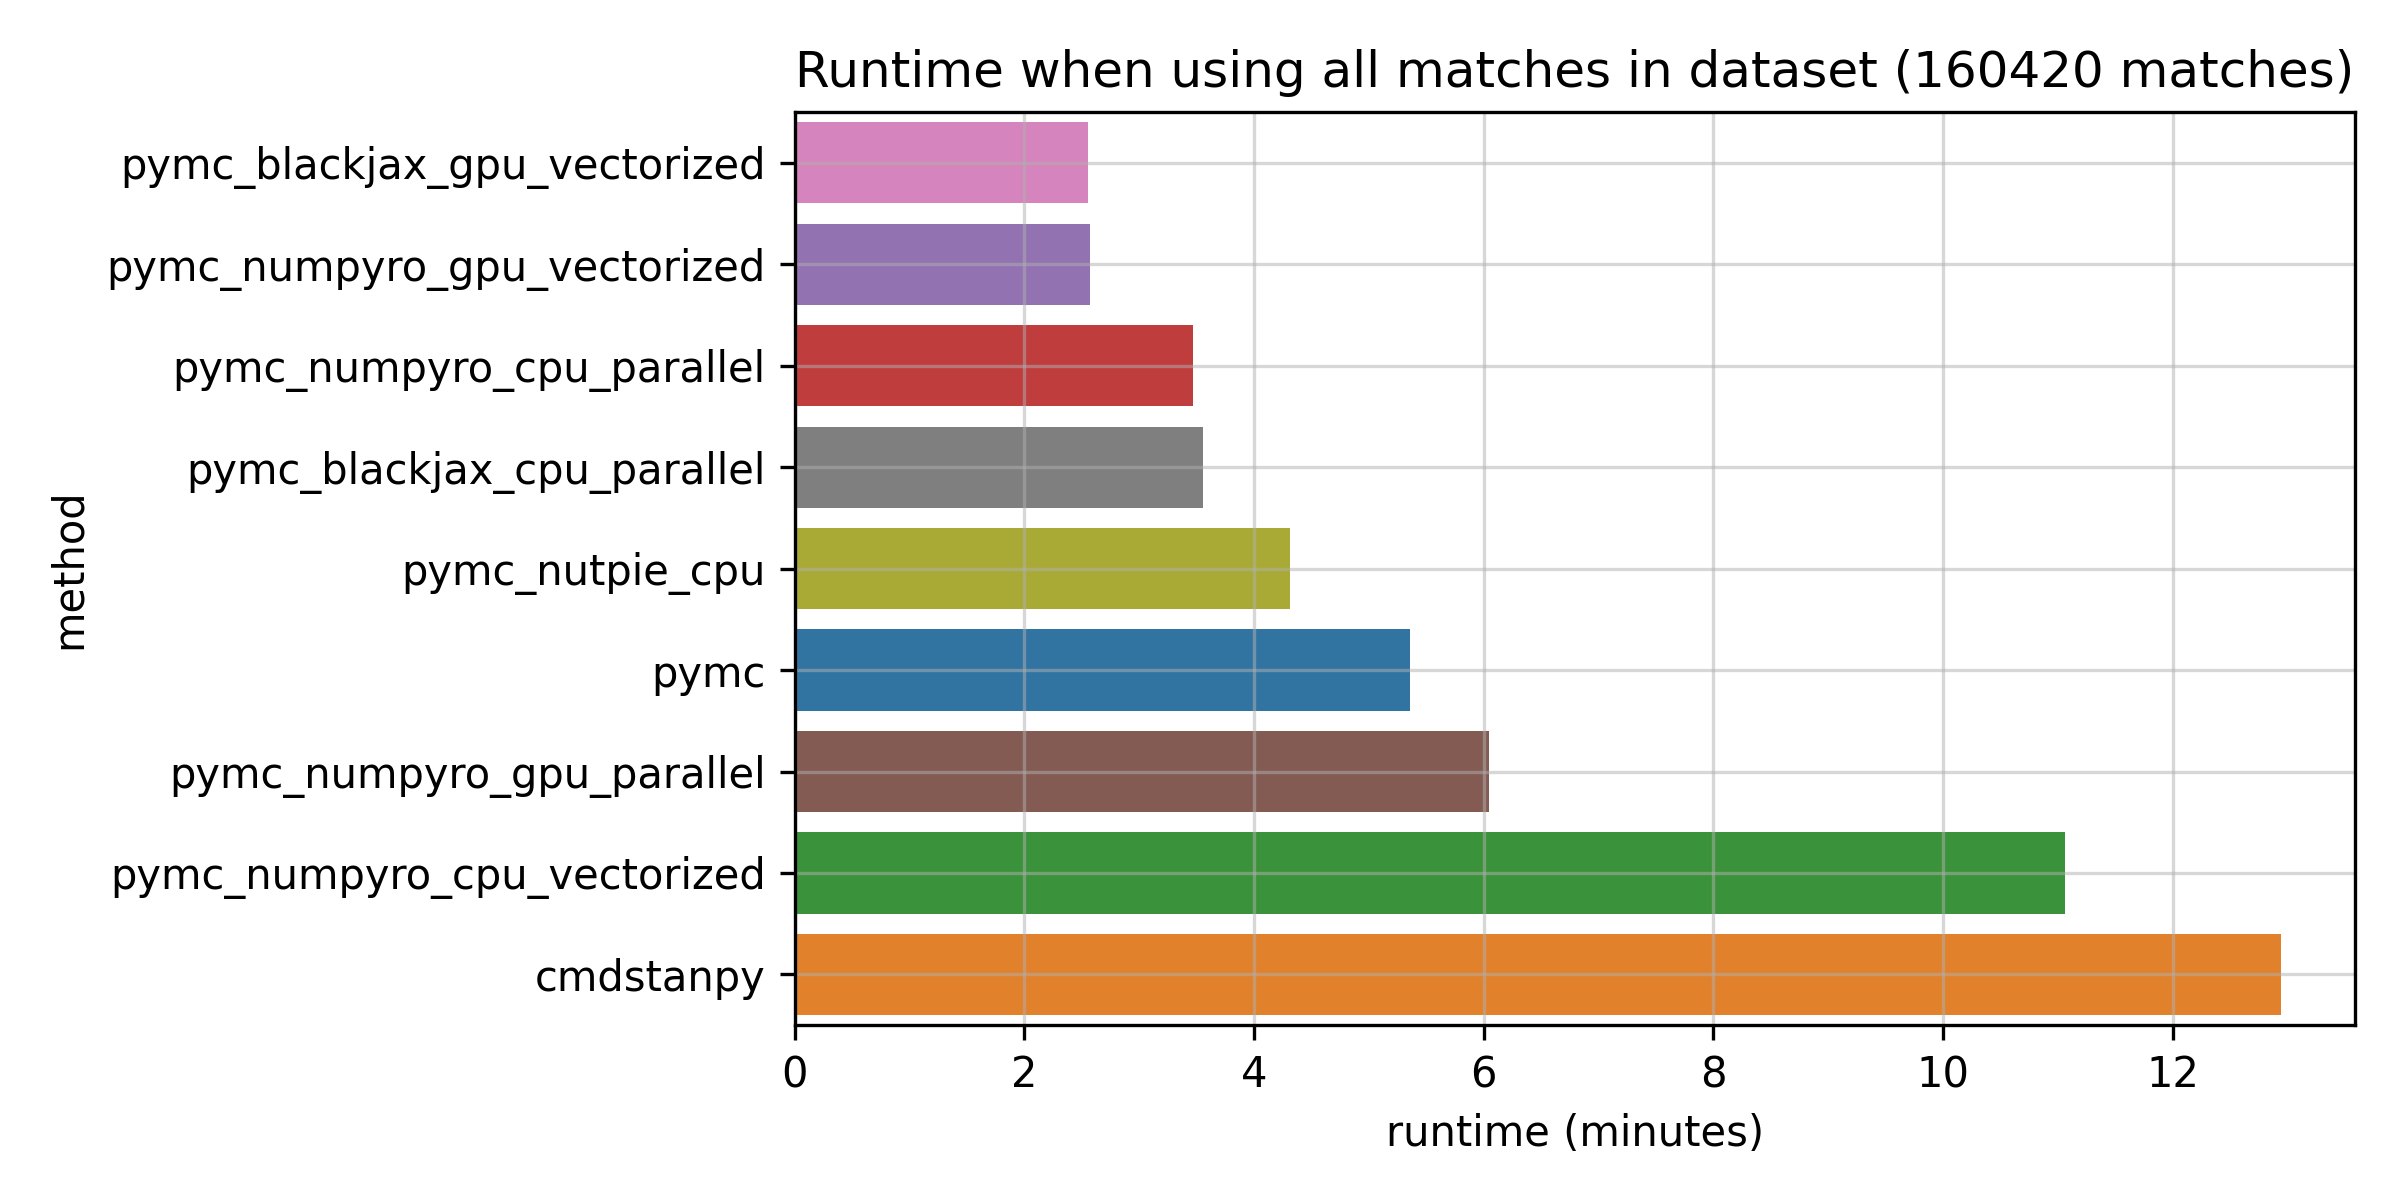 Runtime when using all matches in dataset (160420 matches)
pymc_blackjax_gpu_vectorized
pymc_numpyro_gpu_vectorized
pymc_numpyro_cpu_parallel
pymc_blackjax_cpu_parallel
pymc_nutpie_cpu
pymc
pymc_numpyro_gpu_parallel
pymc_numpyro_cpu_vectorized
cmdstanpy
method
0 2 4 6 8 10 12
runtime (minutes)